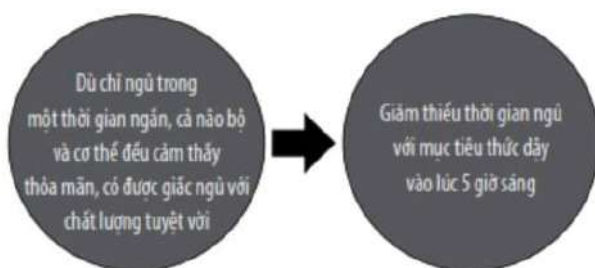 Dù chỉ ngủ trong
một thời gian ngắn, cả não bộ
và cơ thể đều cảm thấy
thỏa mãn, có được giấc ngủ với
chất lượng tuyệt vời
Giảm thiểu thời gian ngủ
với mục tiêu thức dậy
vào lúc 5 giờ sáng